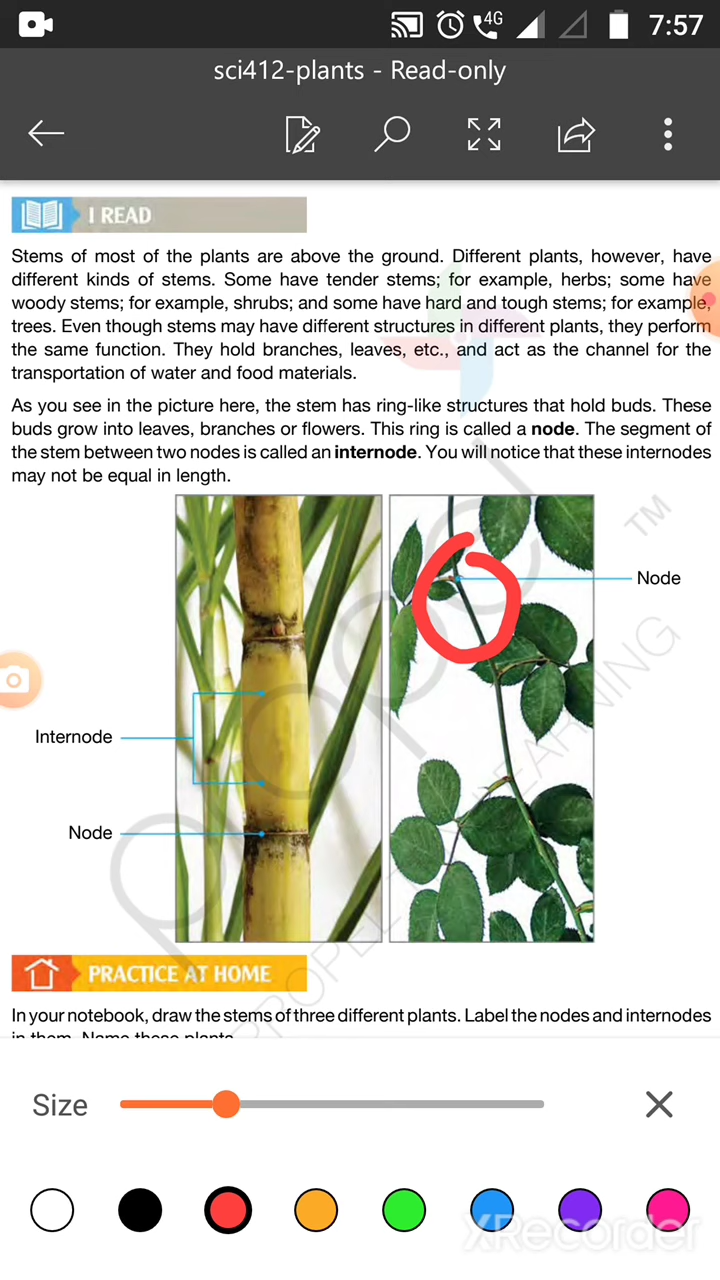 4G 7:57
sci412-plants - Read-only
I READ
Stems of most of the plants are above the ground. Different plants, however, have
different kinds of stems. Some have tender stems; for example, herbs; some have
woody stems; for example, shrubs; and some have hard and tough stems; for example,
trees. Even though stems may have different structures in different plants, they perform
the same function. They hold branches, leaves, etc., and act as the channel for the
transportation of water and food materials.
As you see in the picture here, the stem has ring-like structures that hold buds. These
buds grow into leaves, branches or flowers. This ring is called a node. The segment of
the stem between two nodes is called an internode. You will notice that these internodes
may not be equal in length.
TM
Node
Internode
Node
PRACTICE AT HOME
In your notebook, draw the stems of three different plants. Label the nodes and internodes
in them. Name these plants.
Size
XRecorder